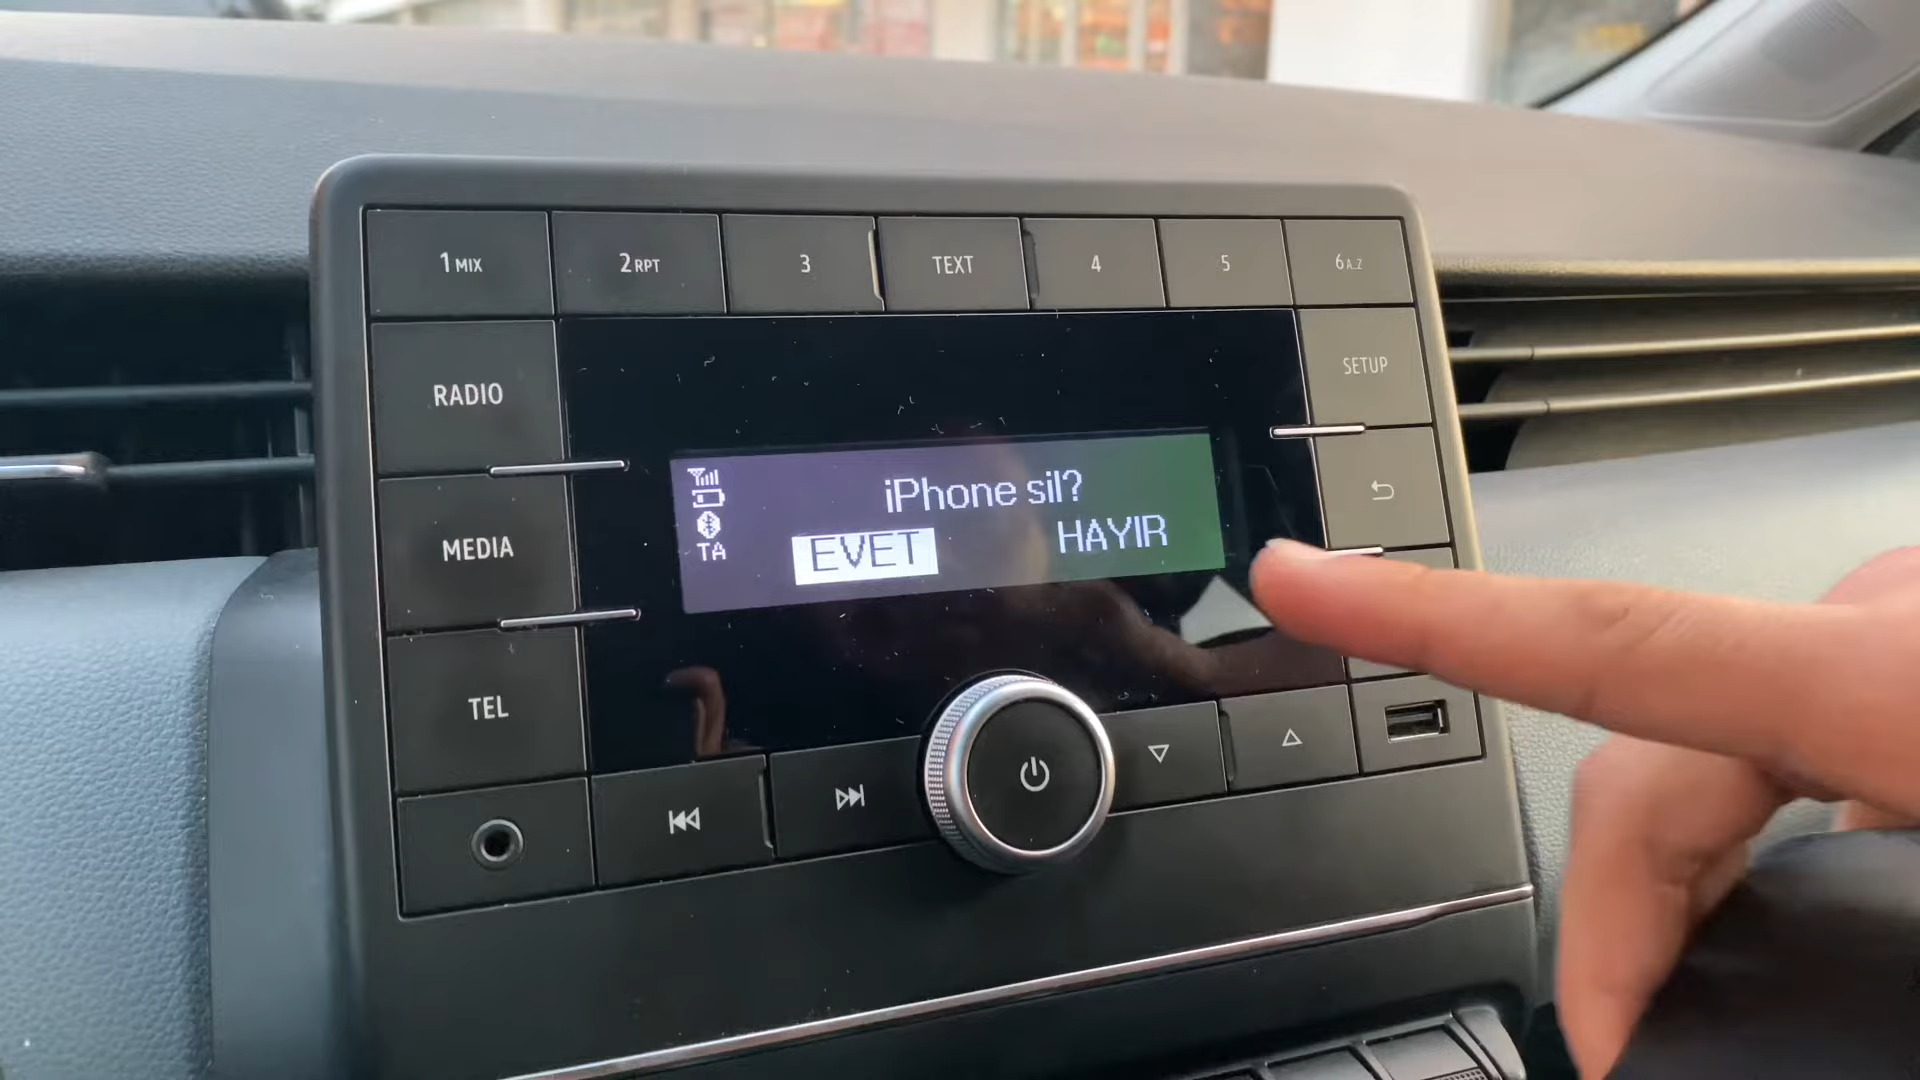 1 MIX
2 RPT
3
TEXT
4
5
6 A..Z
RADIO
SETUP
MEDIA
iPhone sil?
TA
EVET
HAYIR
TEL